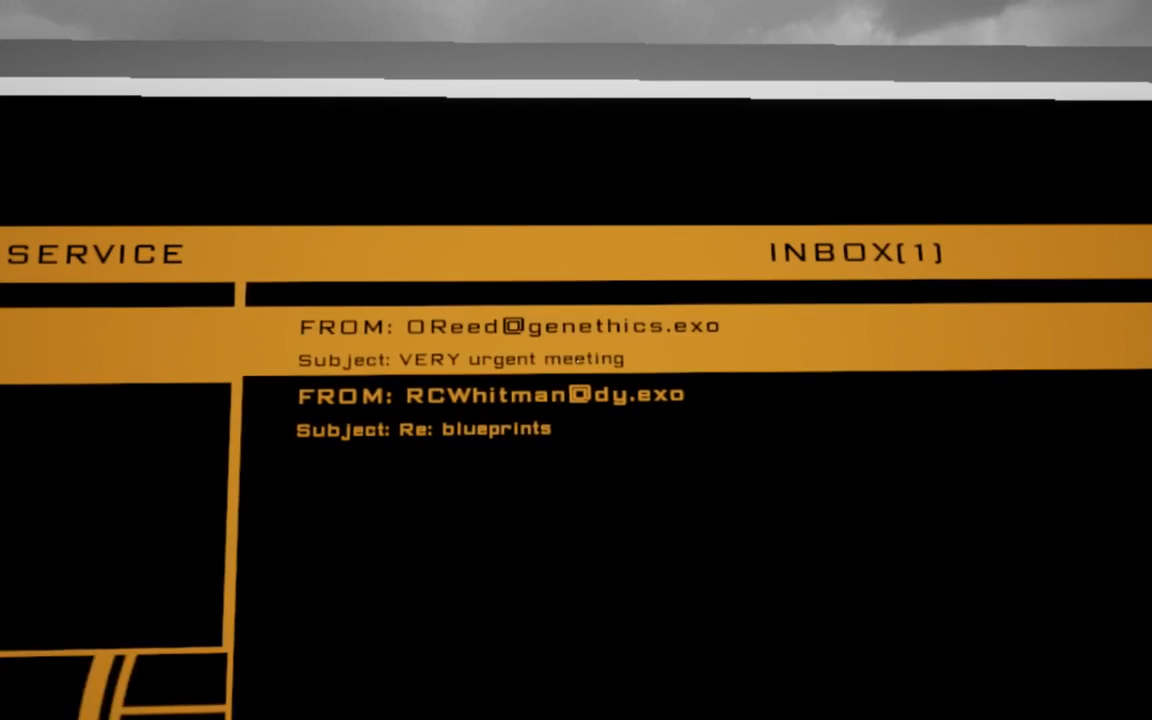 SERVICE
INBOX[1]
FROM: OReed@genethics.exo
Subject: VERY urgent meeting
FROM: RCWhitman@dy.exo
Subject: Re: blueprints